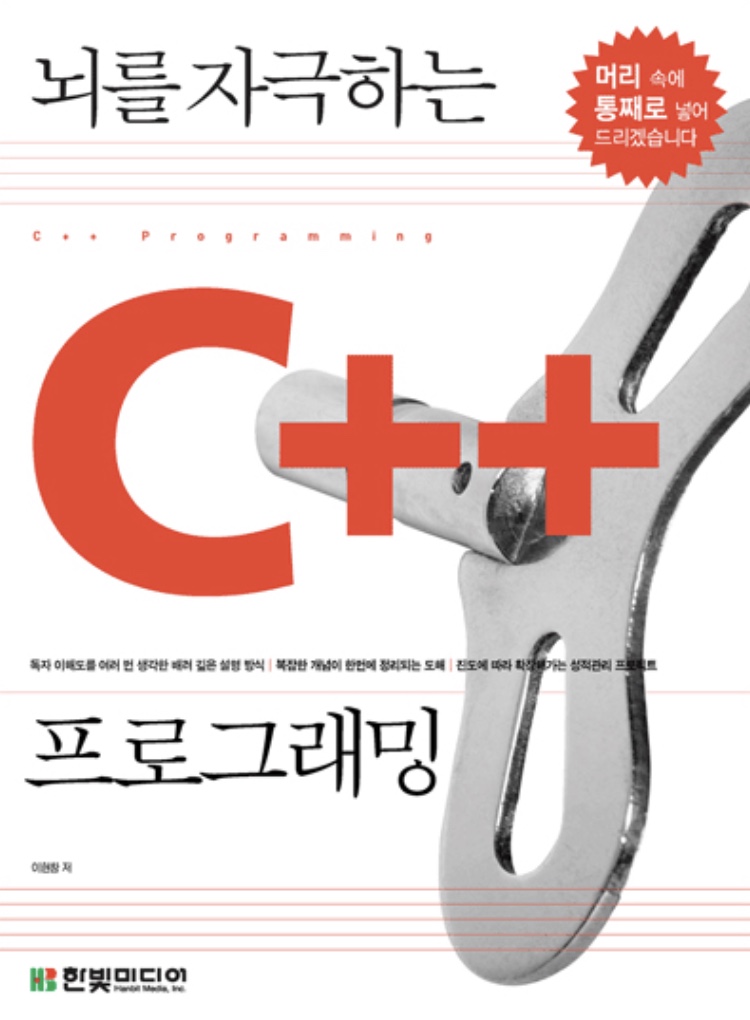 뇌를 자극하는
머리 속에
통째로 넣어
드리겠습니다
C++ Programming
C++
독자 이해도를 여러 번 생각한 배려 깊은 설명 방식 | 복잡한 개념이 한번에 정리되는 도해 | 진도에 따라 확장해가는 성적관리 프로젝트
프로그래밍
이현창 저
HB 한빛미디어
Hanbit Media, Inc.